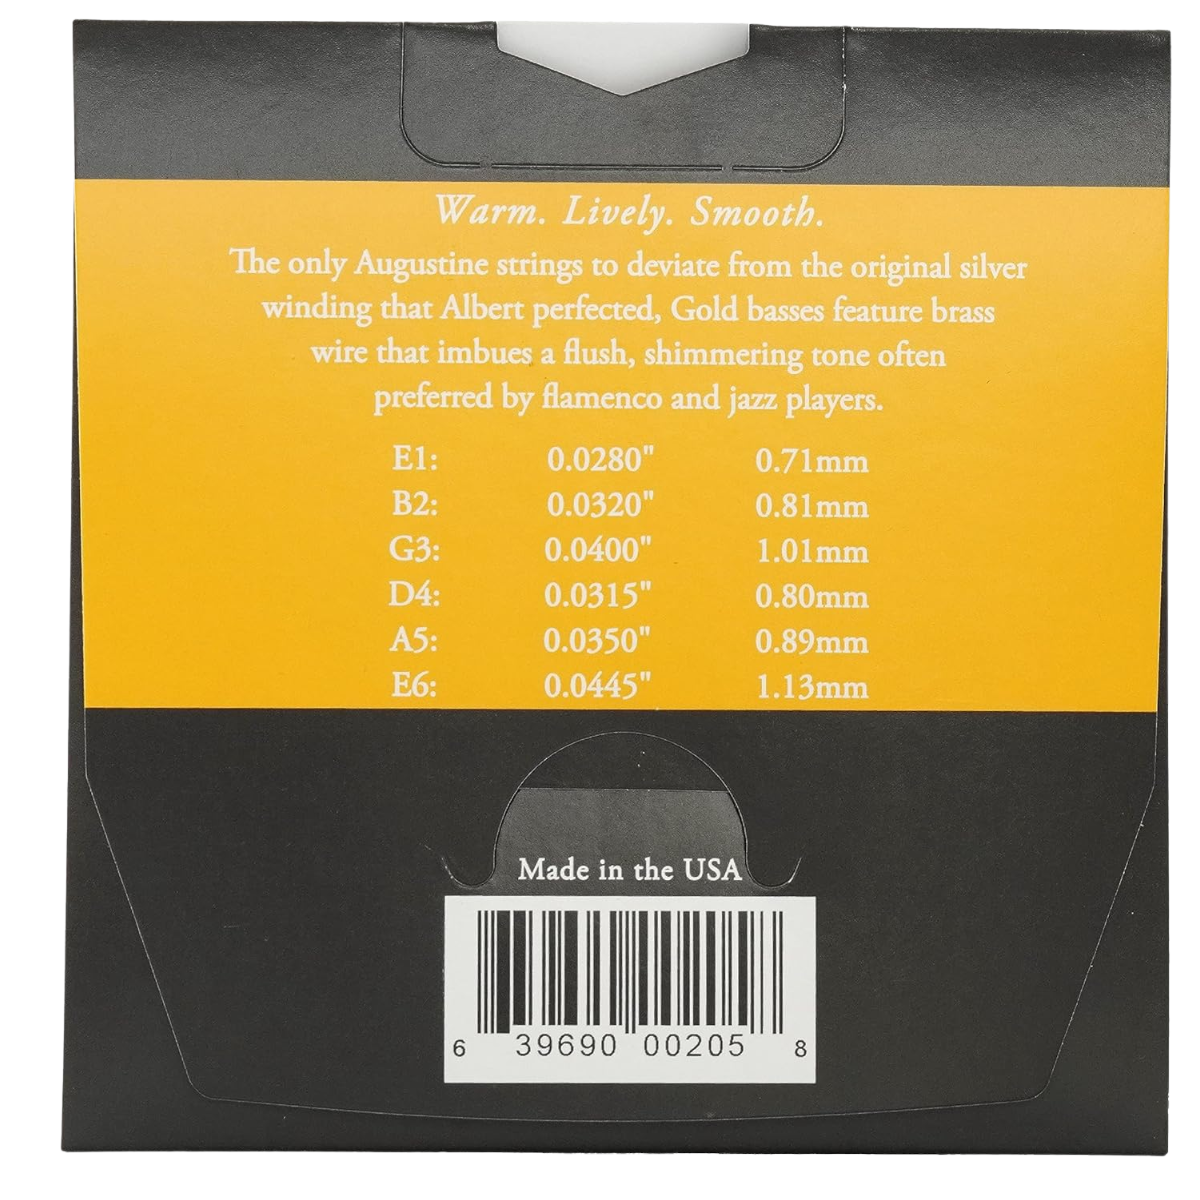 Warm. Lively. Smooth.
The only Augustine strings to deviate from the original silver
winding that Albert perfected, Gold basses feature brass
wire that imbues a flush, shimmering tone often
preferred by flamenco and jazz players.
E1: 0.0280" 0.71mm
B2: 0.0320" 0.81mm
G3: 0.0400" 1.01mm
D4: 0.0315" 0.80mm
A5: 0.0350" 0.89mm
E6: 0.0445" 1.13mm
Made in the USA
6 39690 00205 8